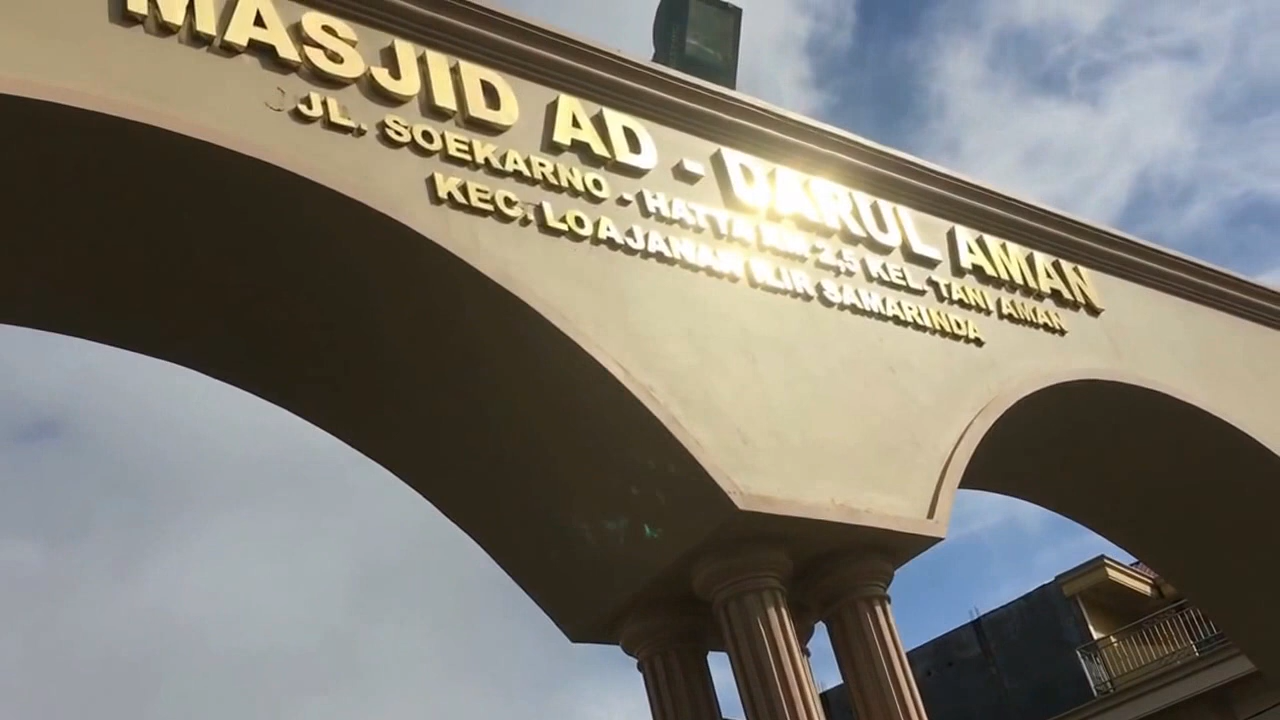 MASJID AD - DARUL AMAN
JL. SOEKARNO - HATTA KM 2,5 KEL. TANI AMAN
KEC. LOAJANAN ILIR SAMARINDA